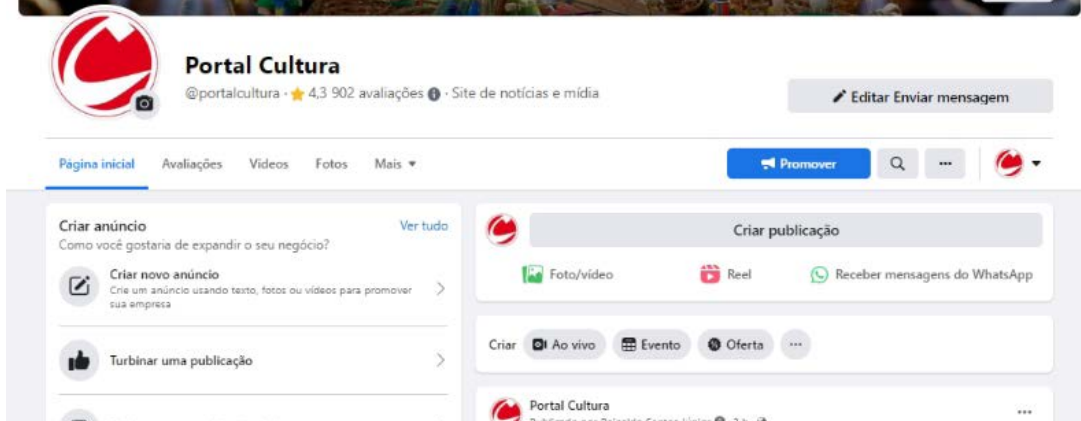 Portal Cultura
@portalcultura · 4,3 902 avaliações · Site de notícias e mídia
Editar Enviar mensagem
Página inicial Avaliações Vídeos Fotos Mais
Promover
Criar anúncio Ver tudo
Como você gostaria de expandir o seu negócio?
Criar novo anúncio
Crie um anúncio usando texto, fotos ou vídeos para promover
sua empresa
Turbinar uma publicação
Criar publicação
Foto/vídeo Reel Receber mensagens do WhatsApp
Criar Ao vivo Evento Oferta
Portal Cultura